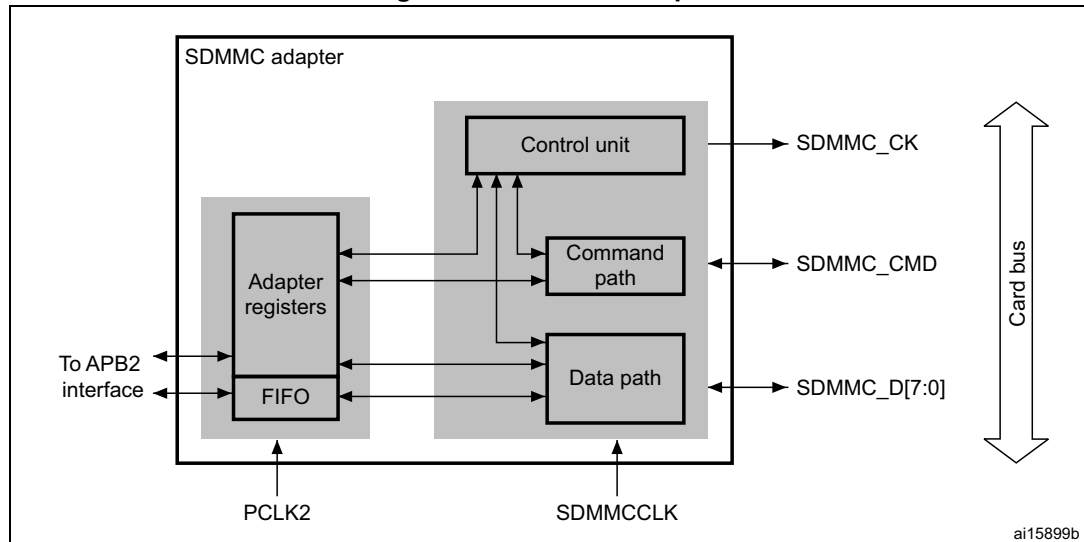 SDMMC adapter
Control unit
SDMMC_CK
Command
path
SDMMC_CMD
Adapter
registers
Card bus
To APB2
interface
Data path
SDMMC_D[7:0]
FIFO
PCLK2
SDMMCCLK
ai15899b